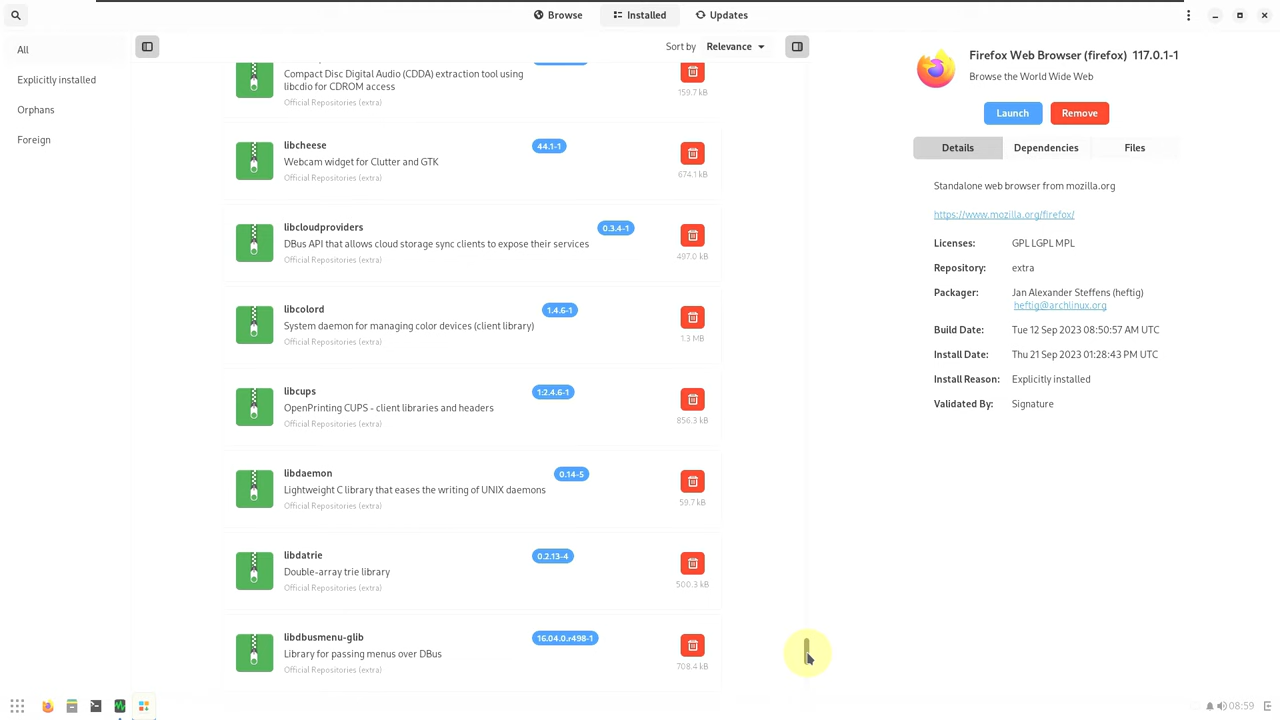 Browse
Installed
Updates
All
Explicitly installed
Orphans
Foreign
Sort by Relevance
Compact Disc Digital Audio (CDDA) extraction tool using
libcdio for CDROM access
Official Repositories (extra)
159.7 kB
libcheese 44.1-1
Webcam widget for Clutter and GTK
Official Repositories (extra)
674.1 kB
libcloudproviders 0.3.4-1
DBus API that allows cloud storage sync clients to expose their services
Official Repositories (extra)
497.0 kB
libcolord 1.4.6-1
System daemon for managing color devices (client library)
Official Repositories (extra)
1.3 MB
libcups 1:2.4.6-1
OpenPrinting CUPS - client libraries and headers
Official Repositories (extra)
856.3 kB
libdaemon 0.14-5
Lightweight C library that eases the writing of UNIX daemons
Official Repositories (extra)
59.7 kB
libdatrie 0.2.13-4
Double-array trie library
Official Repositories (extra)
500.3 kB
libdbusmenu-glib 16.04.0.r498-1
Library for passing menus over DBus
Official Repositories (extra)
708.4 kB
Firefox Web Browser (firefox) 117.0.1-1
Browse the World Wide Web
Launch Remove
Details Dependencies Files
Standalone web browser from mozilla.org
https://www.mozilla.org/firefox/
Licenses: GPL LGPL MPL
Repository: extra
Packager: Jan Alexander Steffens (heftig)
heftig@archlinux.org
Build Date: Tue 12 Sep 2023 08:50:57 AM UTC
Install Date: Thu 21 Sep 2023 01:28:43 PM UTC
Install Reason: Explicitly installed
Validated By: Signature
08:59